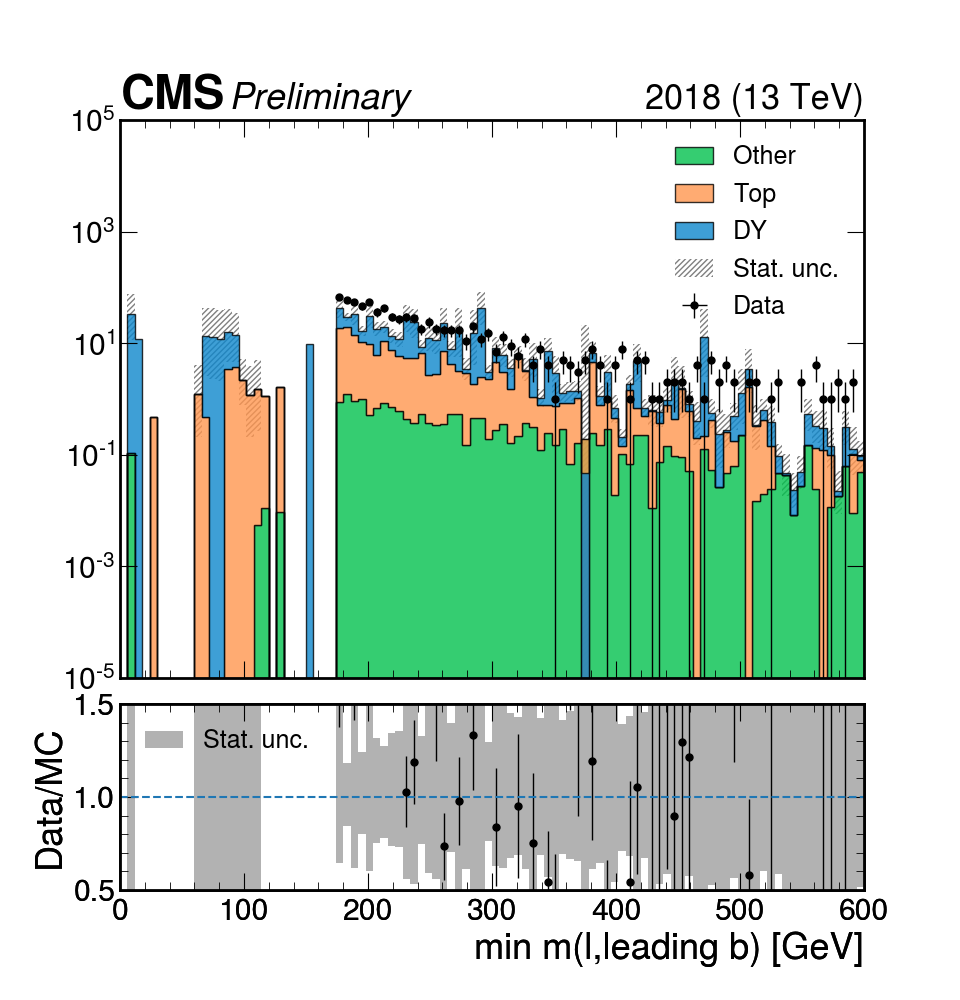 CMS Preliminary 2018 (13 TeV)
10^5
10^3
10^1
10^-1
10^-3
10^-5
Other
Top
DY
Stat. unc.
Data
Data/MC
1.5
1.0
0.5
Stat. unc.
0 100 200 300 400 500 600
min m(l,leading b) [GeV]